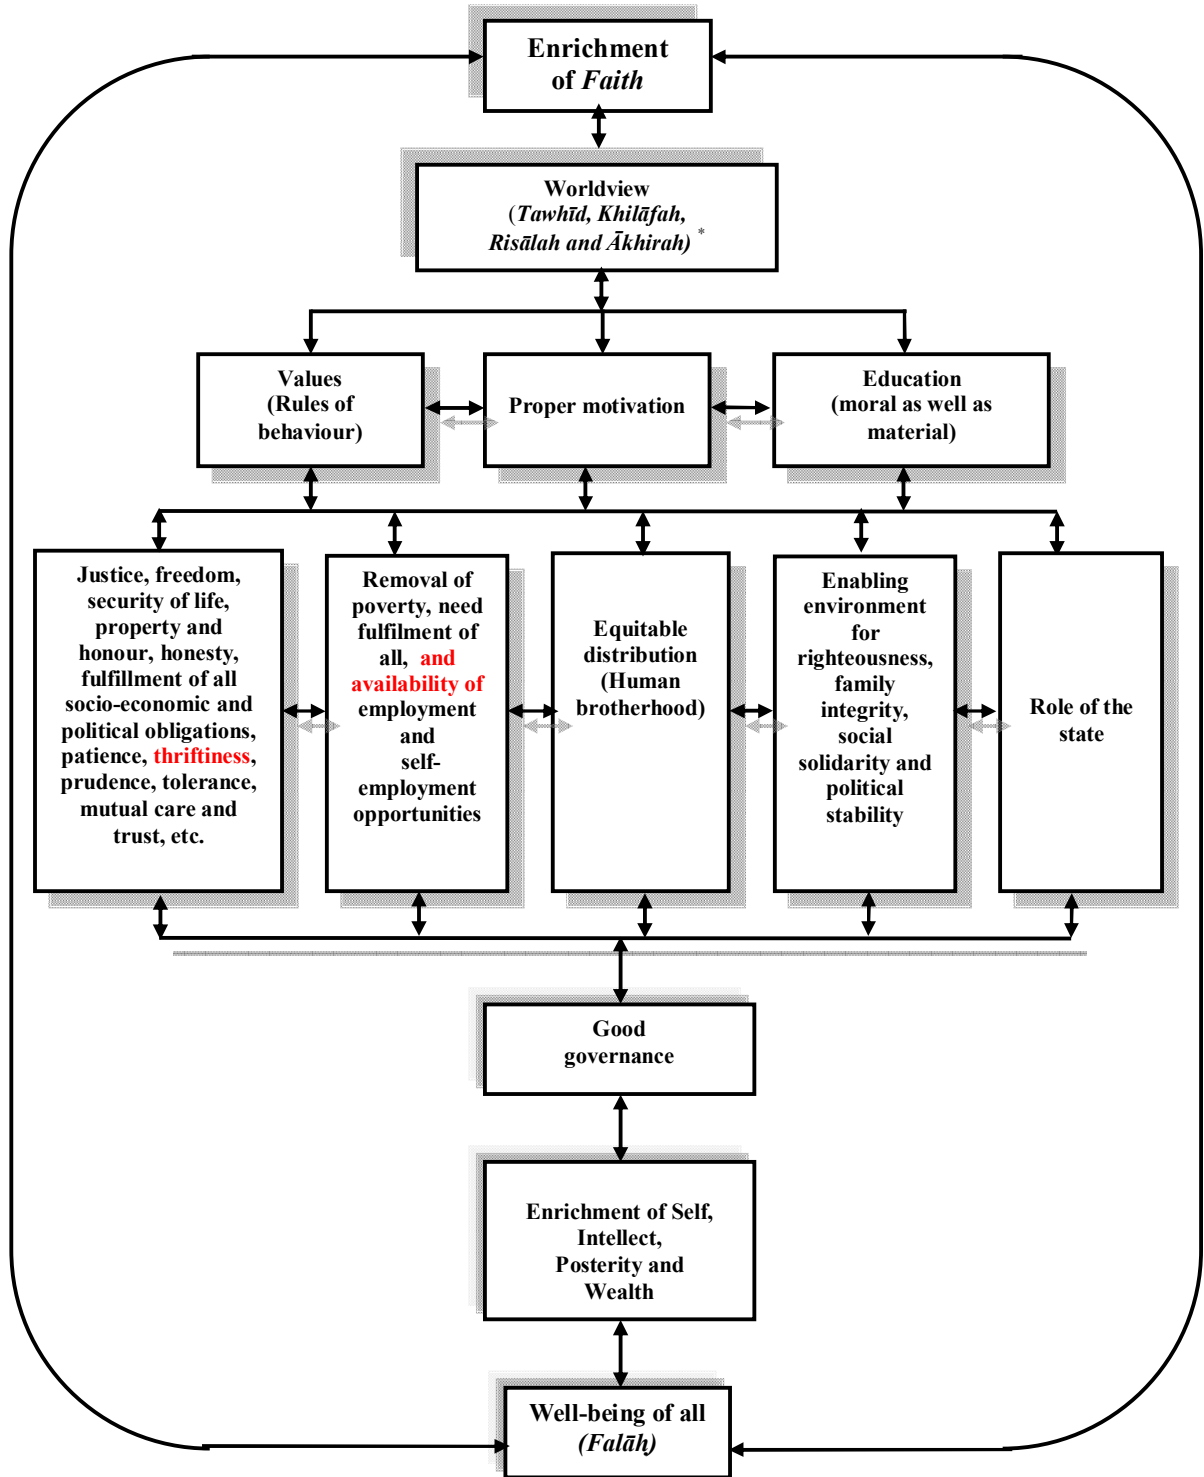 Enrichment
of Faith
Worldview
(Tawhīd, Khilāfah,
Risālah and Ākhirah) *
Values
(Rules of
behaviour)
Proper motivation
Education
(moral as well as
material)
Justice, freedom,
security of life,
property and
honour, honesty,
fulfillment of all
socio-economic and
political obligations,
patience, thriftiness,
prudence, tolerance,
mutual care and
trust, etc.
Removal of
poverty, need
fulfilment of
all, and
availability of
employment
and
self-
employment
opportunities
Equitable
distribution
(Human
brotherhood)
Enabling
environment
for
righteousness,
family
integrity,
social
solidarity and
political
stability
Role of the
state
Good
governance
Enrichment of Self,
Intellect,
Posterity and
Wealth
Well-being of all
(Falāḥ)